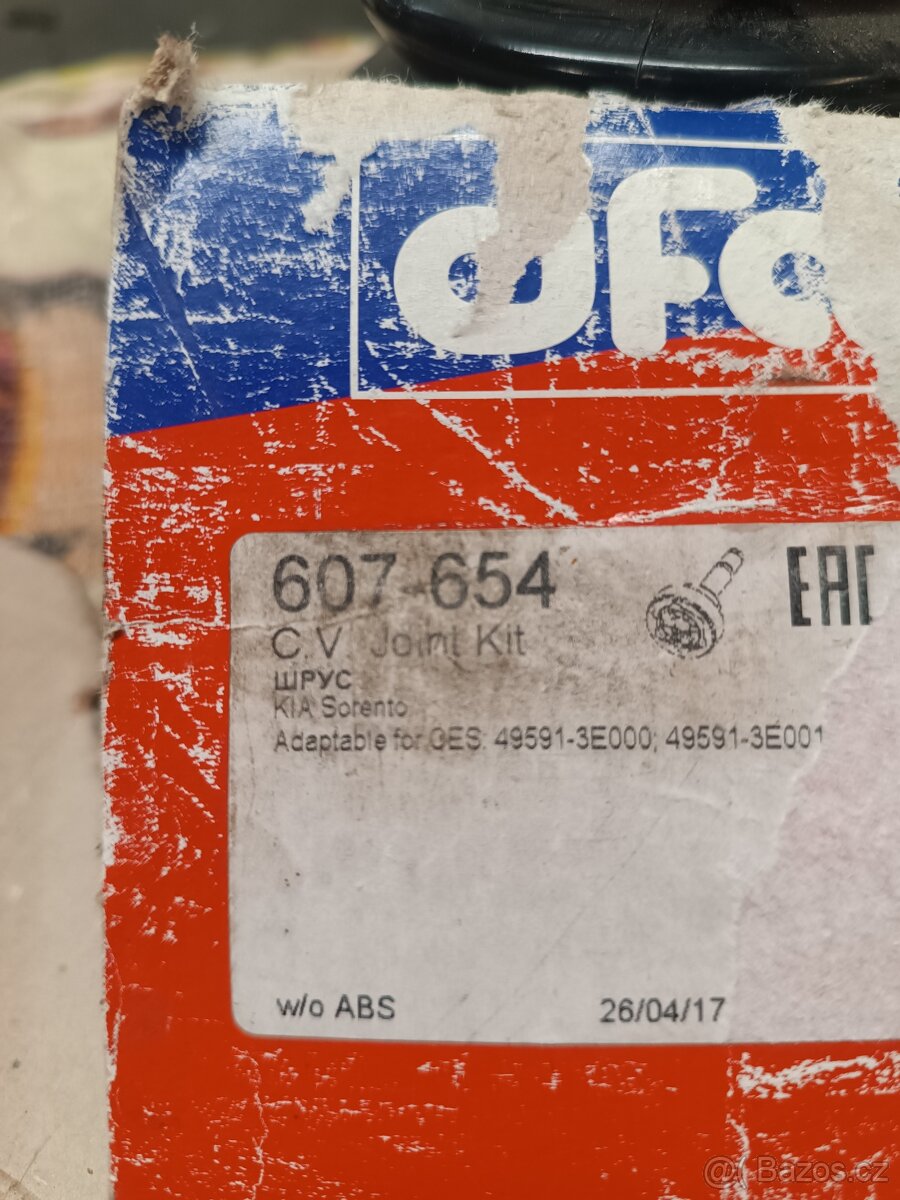 607 654
C.V. Joint Kit
ШРУС
KIA Sorento
Adaptable for OES: 49591-3E000; 49591-3E001
EAC
w/o ABS
26/04/17
@ Bazos.cz